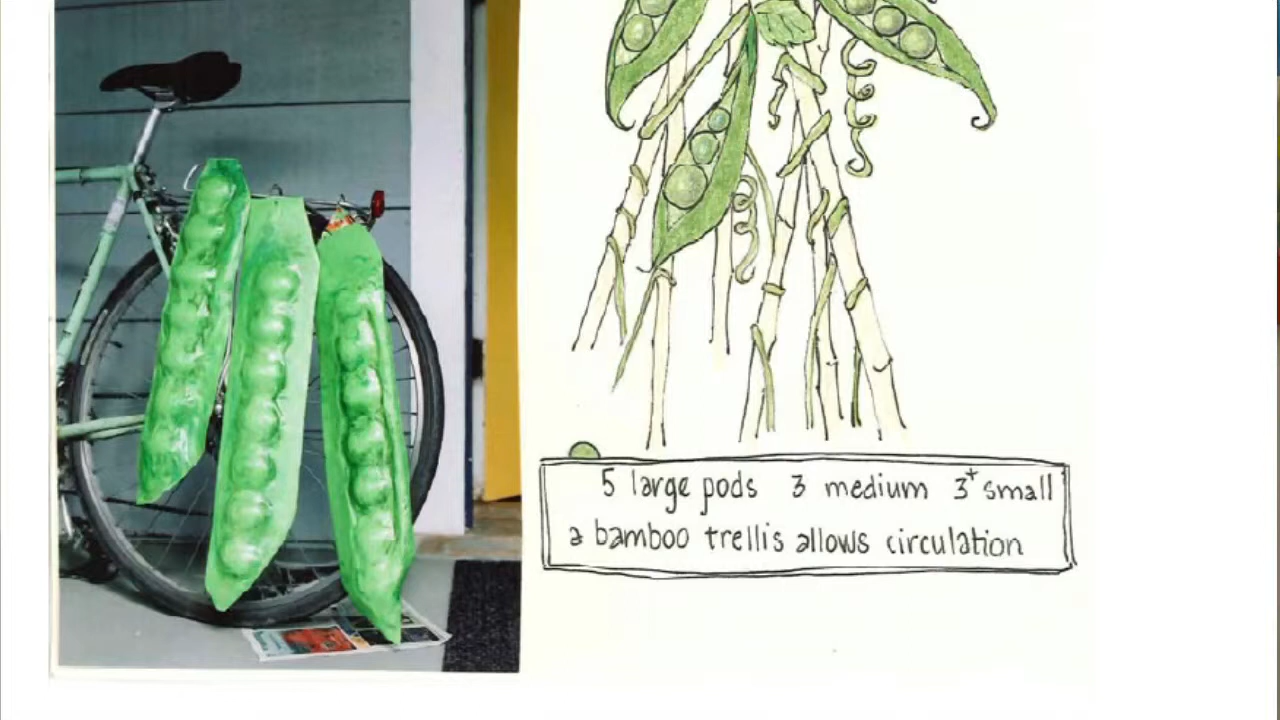 5 large pods 3 medium 3* small
a bamboo trellis allows circulation